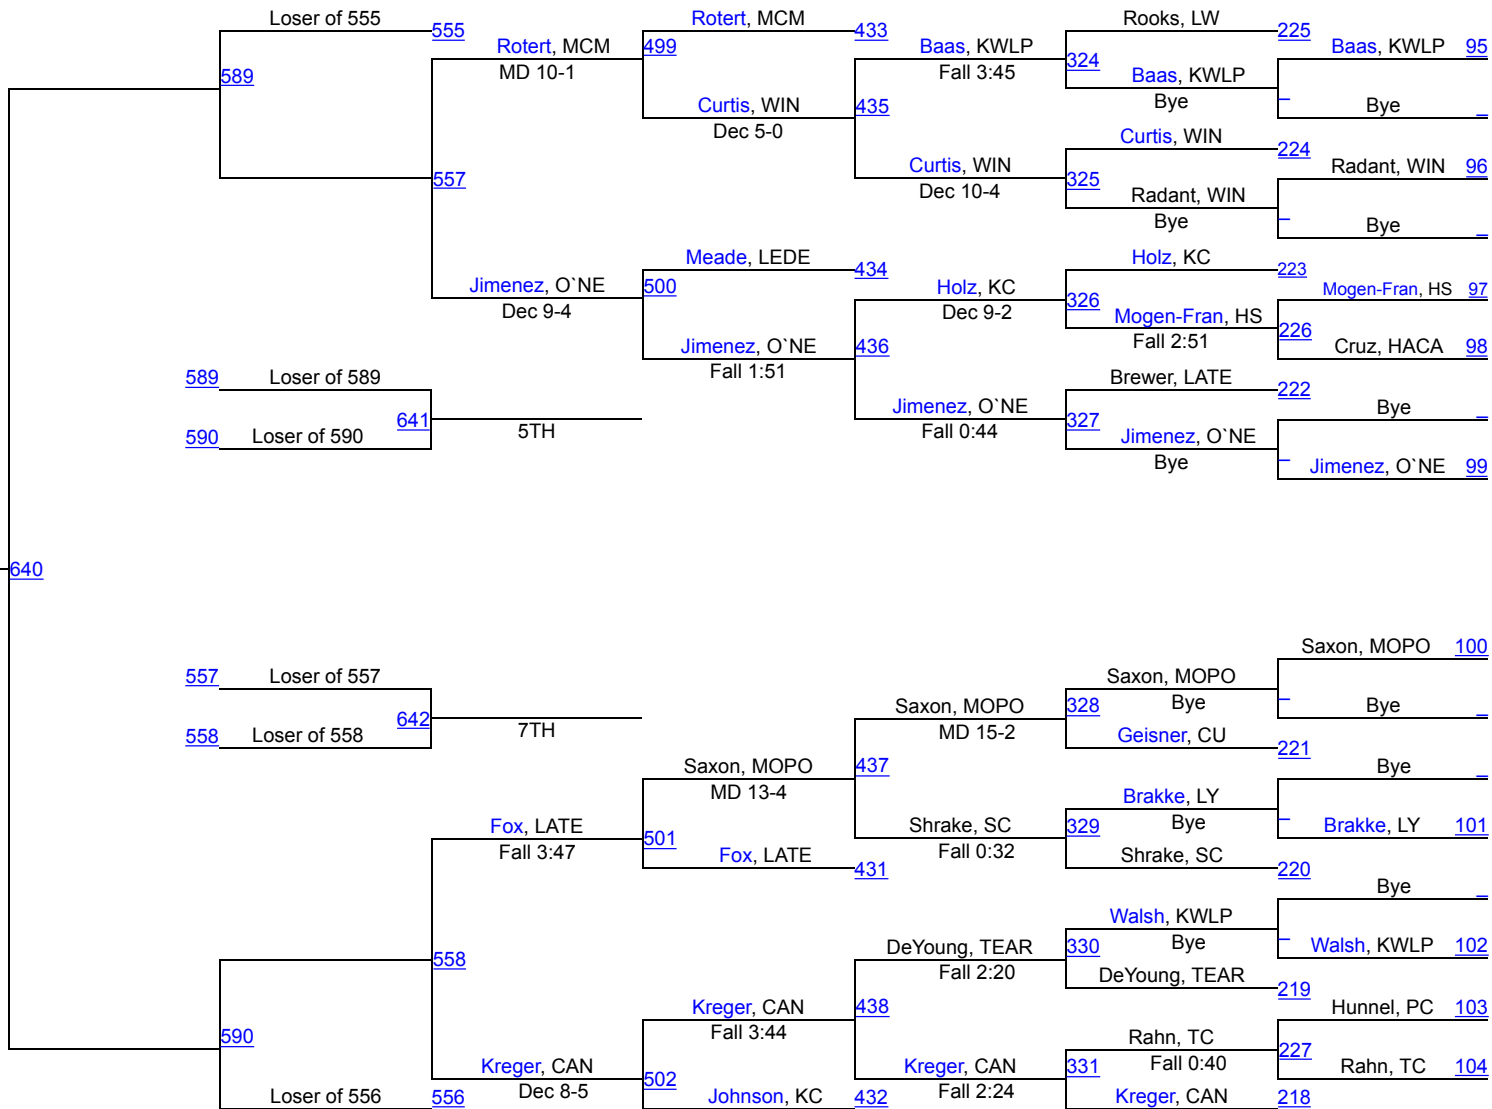 Loser of 555
555
Rotert, MCM
MD 10-1
589
Rotert, MCM
433
499
Curtis, WIN
Dec 5-0
Baas, KWLP
Fall 3:45
435
Curtis, WIN
Dec 10-4
Rooks, LW
225
324
Baas, KWLP
Bye
Baas, KWLP 95
Bye
Curtis, WIN
224
325
Radant, WIN
Bye
Radant, WIN 96
Bye
557
Jimenez, O`NE
Dec 9-4
Meade, LEDE
434
500
Jimenez, O`NE
Fall 1:51
Holz, KC
Dec 9-2
436
Jimenez, O`NE
Fall 0:44
Holz, KC
223
326
Mogen-Fran, HS
Fall 2:51
Mogen-Fran, HS 97
226
Cruz, HACA 98
Brewer, LATE
222
327
Jimenez, O`NE
Bye
Bye
Jimenez, O`NE 99
589 Loser of 589
641
5TH
590 Loser of 590
640
557 Loser of 557
642
7TH
558 Loser of 558
Saxon, MOPO 100
Bye
Saxon, MOPO
Bye
328
Geisner, CU
221
Saxon, MOPO
MD 15-2
437
Shrake, SC
Fall 0:32
Bye
Brakke, LY 101
Brakke, LY
Bye
329
Shrake, SC
220
Saxon, MOPO
MD 13-4
501
Fox, LATE
431
Fox, LATE
Fall 3:47
558
Bye
Walsh, KWLP 102
Walsh, KWLP
Bye
330
DeYoung, TEAR
219
DeYoung, TEAR
Fall 2:20
438
Kreger, CAN
Fall 2:24
Hunnel, PC 103
227
Rahn, TC 104
Rahn, TC
Fall 0:40
331
Kreger, CAN
218
Kreger, CAN
Fall 3:44
502
Johnson, KC
432
Kreger, CAN
Dec 8-5
590
Loser of 556
556